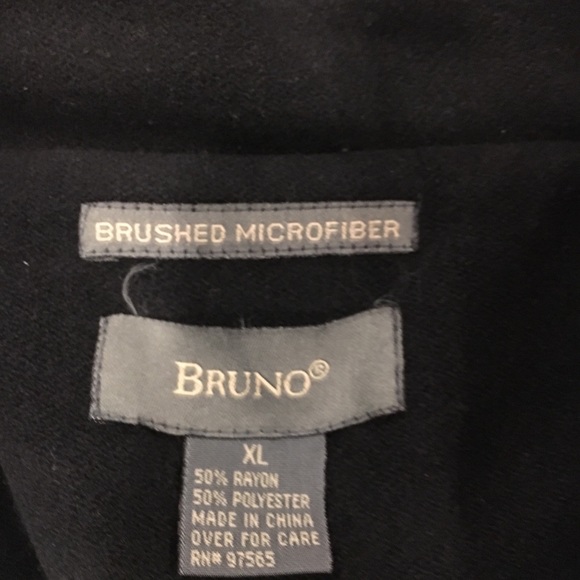 BRUSHED MICROFIBER
BRUNO®
XL
50% RAYON
50% POLYESTER
MADE IN CHINA
OVER FOR CARE
RN# 97565